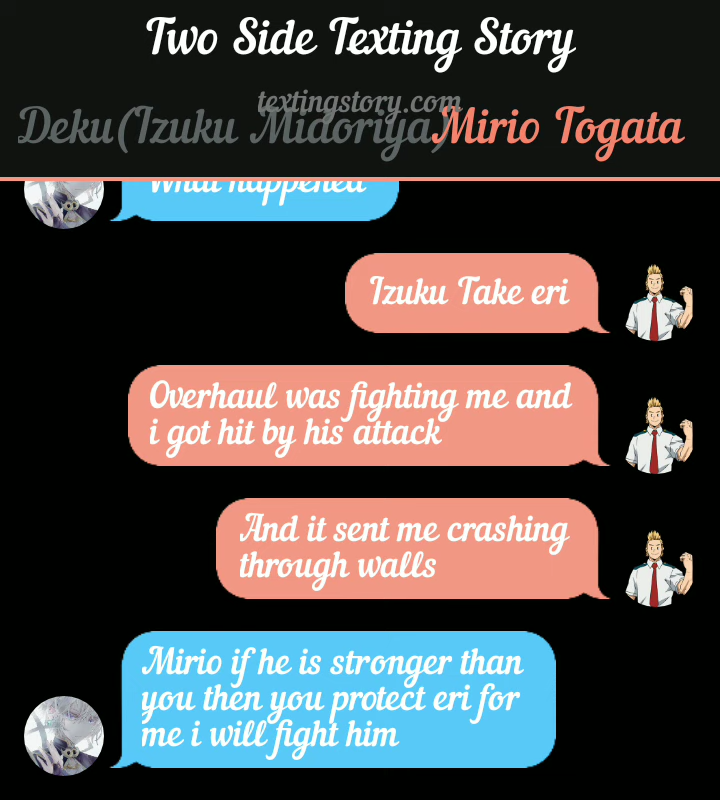 Two Side Texting Story
textingstory.com
Deku(Izuku Midoriya)
Mirio Togata
What happened
Izuku Take eri
Overhaul was fighting me and
i got hit by his attack
And it sent me crashing
through walls
Mirio if he is stronger than
you then you protect eri for
me i will fight him